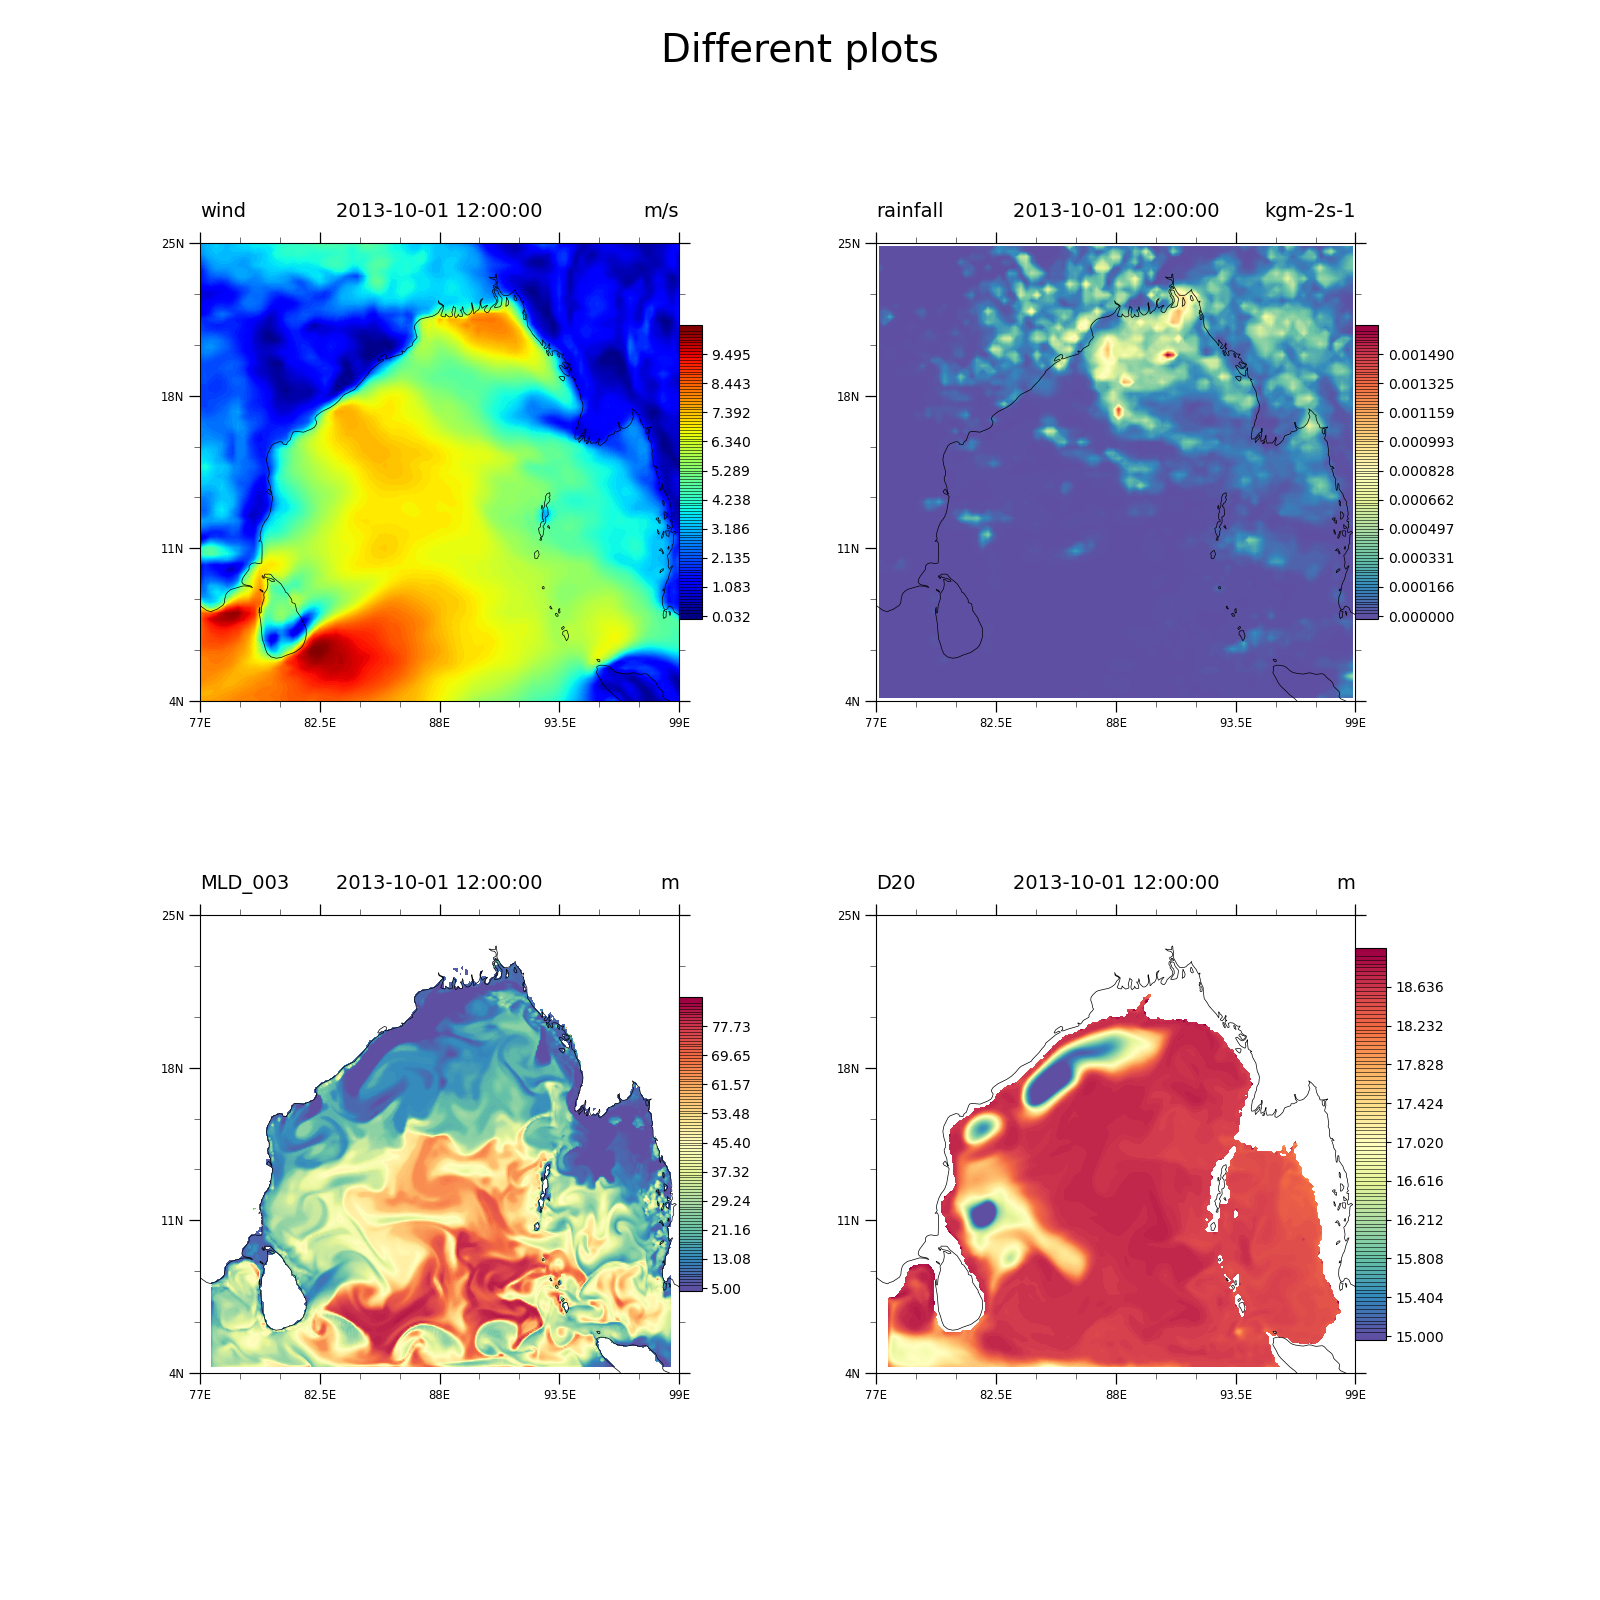 Different plots
wind 2013-10-01 12:00:00 m/s
25N
18N
11N
4N
77E 82.5E 88E 93.5E 99E
9.495
8.443
7.392
6.340
5.289
4.238
3.186
2.135
1.083
0.032
rainfall 2013-10-01 12:00:00 kgm-2s-1
25N
18N
11N
4N
77E 82.5E 88E 93.5E 99E
0.001490
0.001325
0.001159
0.000993
0.000828
0.000662
0.000497
0.000331
0.000166
0.000000
MLD_003 2013-10-01 12:00:00 m
25N
18N
11N
4N
77E 82.5E 88E 93.5E 99E
77.73
69.65
61.57
53.48
45.40
37.32
29.24
21.16
13.08
5.00
D20 2013-10-01 12:00:00 m
25N
18N
11N
4N
77E 82.5E 88E 93.5E 99E
18.636
18.232
17.828
17.424
17.020
16.616
16.212
15.808
15.404
15.000